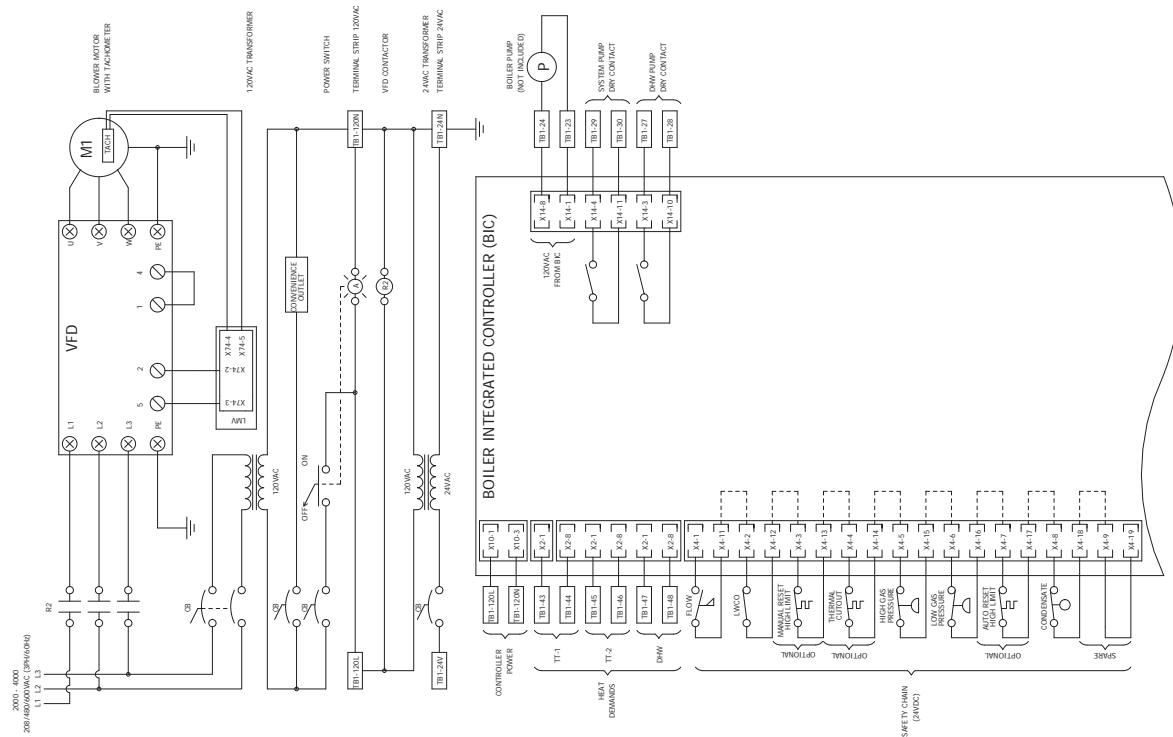 2000 - 4000
208/480/600VAC (3PH/60Hz)
L1 L2 L3
R2
VFD
L1
L2
L3
PE
5
2
1
4
U
V
W
PE
M1
TACH
BLOWER MOTOR
WITH TACHOMETER
LMV
X74-3
X74-2
X74-4
X74-5
CB
120VAC
120VAC TRANSFORMER
CB
CB
CONVENIENCE
OUTLET
OFF
ON
POWER SWITCH
TB1-120L
A
TB1-120N
TERMINAL STRIP 120VAC
R2
VFD CONTACTOR
120VAC
24VAC
24VAC TRANSFORMER
TERMINAL STRIP 24VAC
TB1-24V
CB
TB1-24N
BOILER INTEGRATED CONTROLLER (BIC)
BOILER PUMP
(NOT INCLUDED)
P
SYSTEM PUMP
DRY CONTACT
DHW PUMP
DRY CONTACT
TB1-24
TB1-23
TB1-29
TB1-30
TB1-27
TB1-28
X14-8
X14-1
X14-4
X14-11
X14-3
X14-10
120VAC
FROM BIC
X10-1
X10-3
X2-1
X2-8
X2-1
X2-8
X2-1
X2-8
X4-1
X4-11
X4-2
X4-12
X4-3
X4-13
X4-4
X4-14
X4-5
X4-15
X4-6
X4-16
X4-7
X4-17
X4-8
X4-18
X4-9
X4-19
TB1-120L
TB1-120N
TB1-43
TB1-44
TB1-45
TB1-46
TB1-47
TB1-48
CONTROLLER
POWER
TT-1
TT-2
DHW
HEAT
DEMANDS
FLOW
LWCO
MANUAL RESET
HIGH LIMIT
OPTIONAL
THERMAL
CUTOUT
OPTIONAL
HIGH GAS
PRESSURE
LOW GAS
PRESSURE
AUTO RESET
HIGH LIMIT
OPTIONAL
CONDENSATE
SPARE
SAFETY CHAIN
(24VDC)